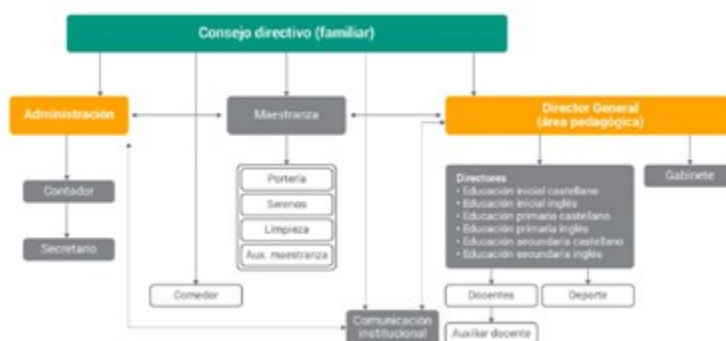 Consejo directivo (familiar)
Administración
Maestranza
Director General
(área pedagógica)
Contador
Secretario
Portería
Serenos
Limpieza
Aux. maestranza
Directores
• Educación inicial castellano
• Educación inicial inglés
• Educación primaria castellano
• Educación primaria inglés
• Educación secundaria castellano
• Educación secundaria inglés
Gabinete
Comedor
Docentes
Deporte
Comunicación
institucional
Auxiliar docente